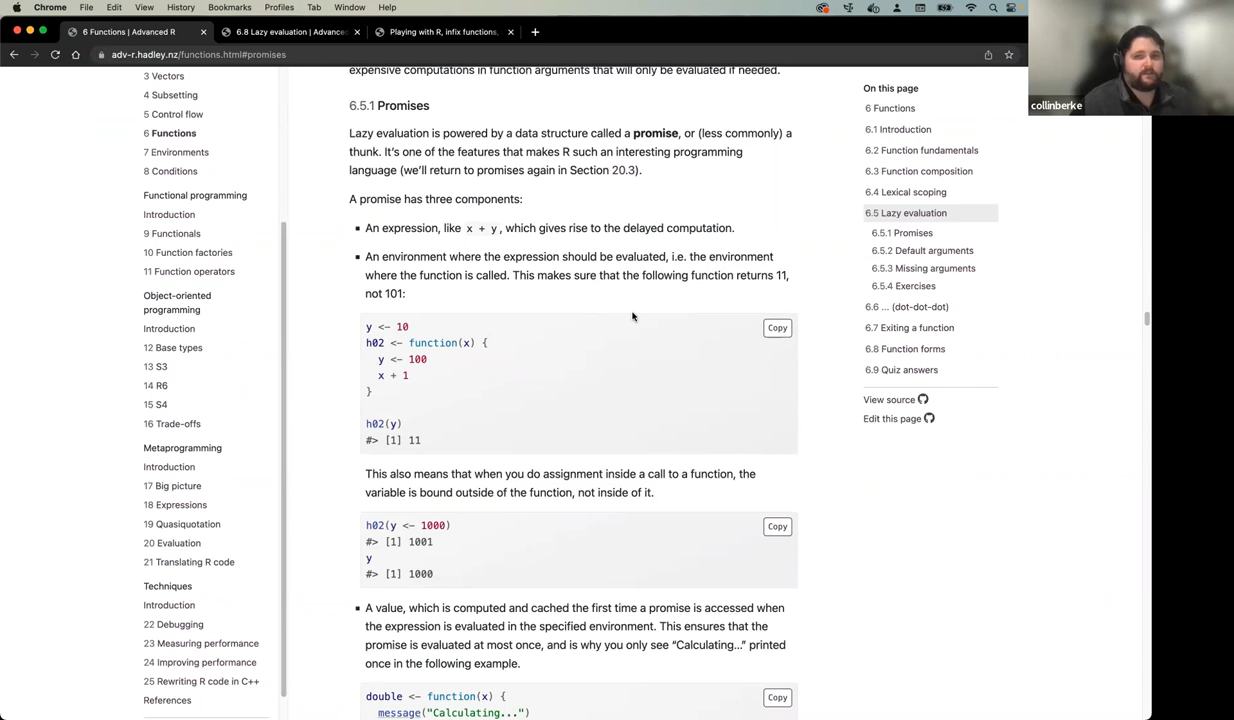 Chrome File Edit View History Bookmarks Profiles Tab Window Help
6 Functions | Advanced R
6.8 Lazy evaluation | Advanced
Playing with R, infix functions,
adv-r.hadley.nz/functions.html#promises
collinberke
3 Vectors
4 Subsetting
5 Control flow
6 Functions
7 Environments
8 Conditions
Functional programming
Introduction
9 Functionals
10 Function factories
11 Function operators
Object-oriented
programming
Introduction
12 Base types
13 S3
14 R6
15 S4
16 Trade-offs
Metaprogramming
Introduction
17 Big picture
18 Expressions
19 Quasiquotation
20 Evaluation
21 Translating R code
Techniques
Introduction
22 Debugging
23 Measuring performance
24 Improving performance
25 Rewriting R code in C++
References
expensive computations in function arguments that will only be evaluated if needed.
6.5.1 Promises
Lazy evaluation is powered by a data structure called a promise, or (less commonly) a
thunk. It's one of the features that makes R such an interesting programming
language (we'll return to promises again in Section 20.3).
A promise has three components:
An expression, like x + y, which gives rise to the delayed computation.
An environment where the expression should be evaluated, i.e. the environment
where the function is called. This makes sure that the following function returns 11,
not 101:
Copy
y <- 10
h02 <- function(x) {
y <- 100
x + 1
}
h02(y)
#> [1] 11
This also means that when you do assignment inside a call to a function, the
variable is bound outside of the function, not inside of it.
Copy
h02(y <- 1000)
#> [1] 1001
y
#> [1] 1000
A value, which is computed and cached the first time a promise is accessed when
the expression is evaluated in the specified environment. This ensures that the
promise is evaluated at most once, and is why you only see “Calculating...” printed
once in the following example.
Copy
double <- function(x) {
message("Calculating...")
On this page
6 Functions
6.1 Introduction
6.2 Function fundamentals
6.3 Function composition
6.4 Lexical scoping
6.5 Lazy evaluation
6.5.1 Promises
6.5.2 Default arguments
6.5.3 Missing arguments
6.5.4 Exercises
6.6 ... (dot-dot-dot)
6.7 Exiting a function
6.8 Function forms
6.9 Quiz answers
View source
Edit this page